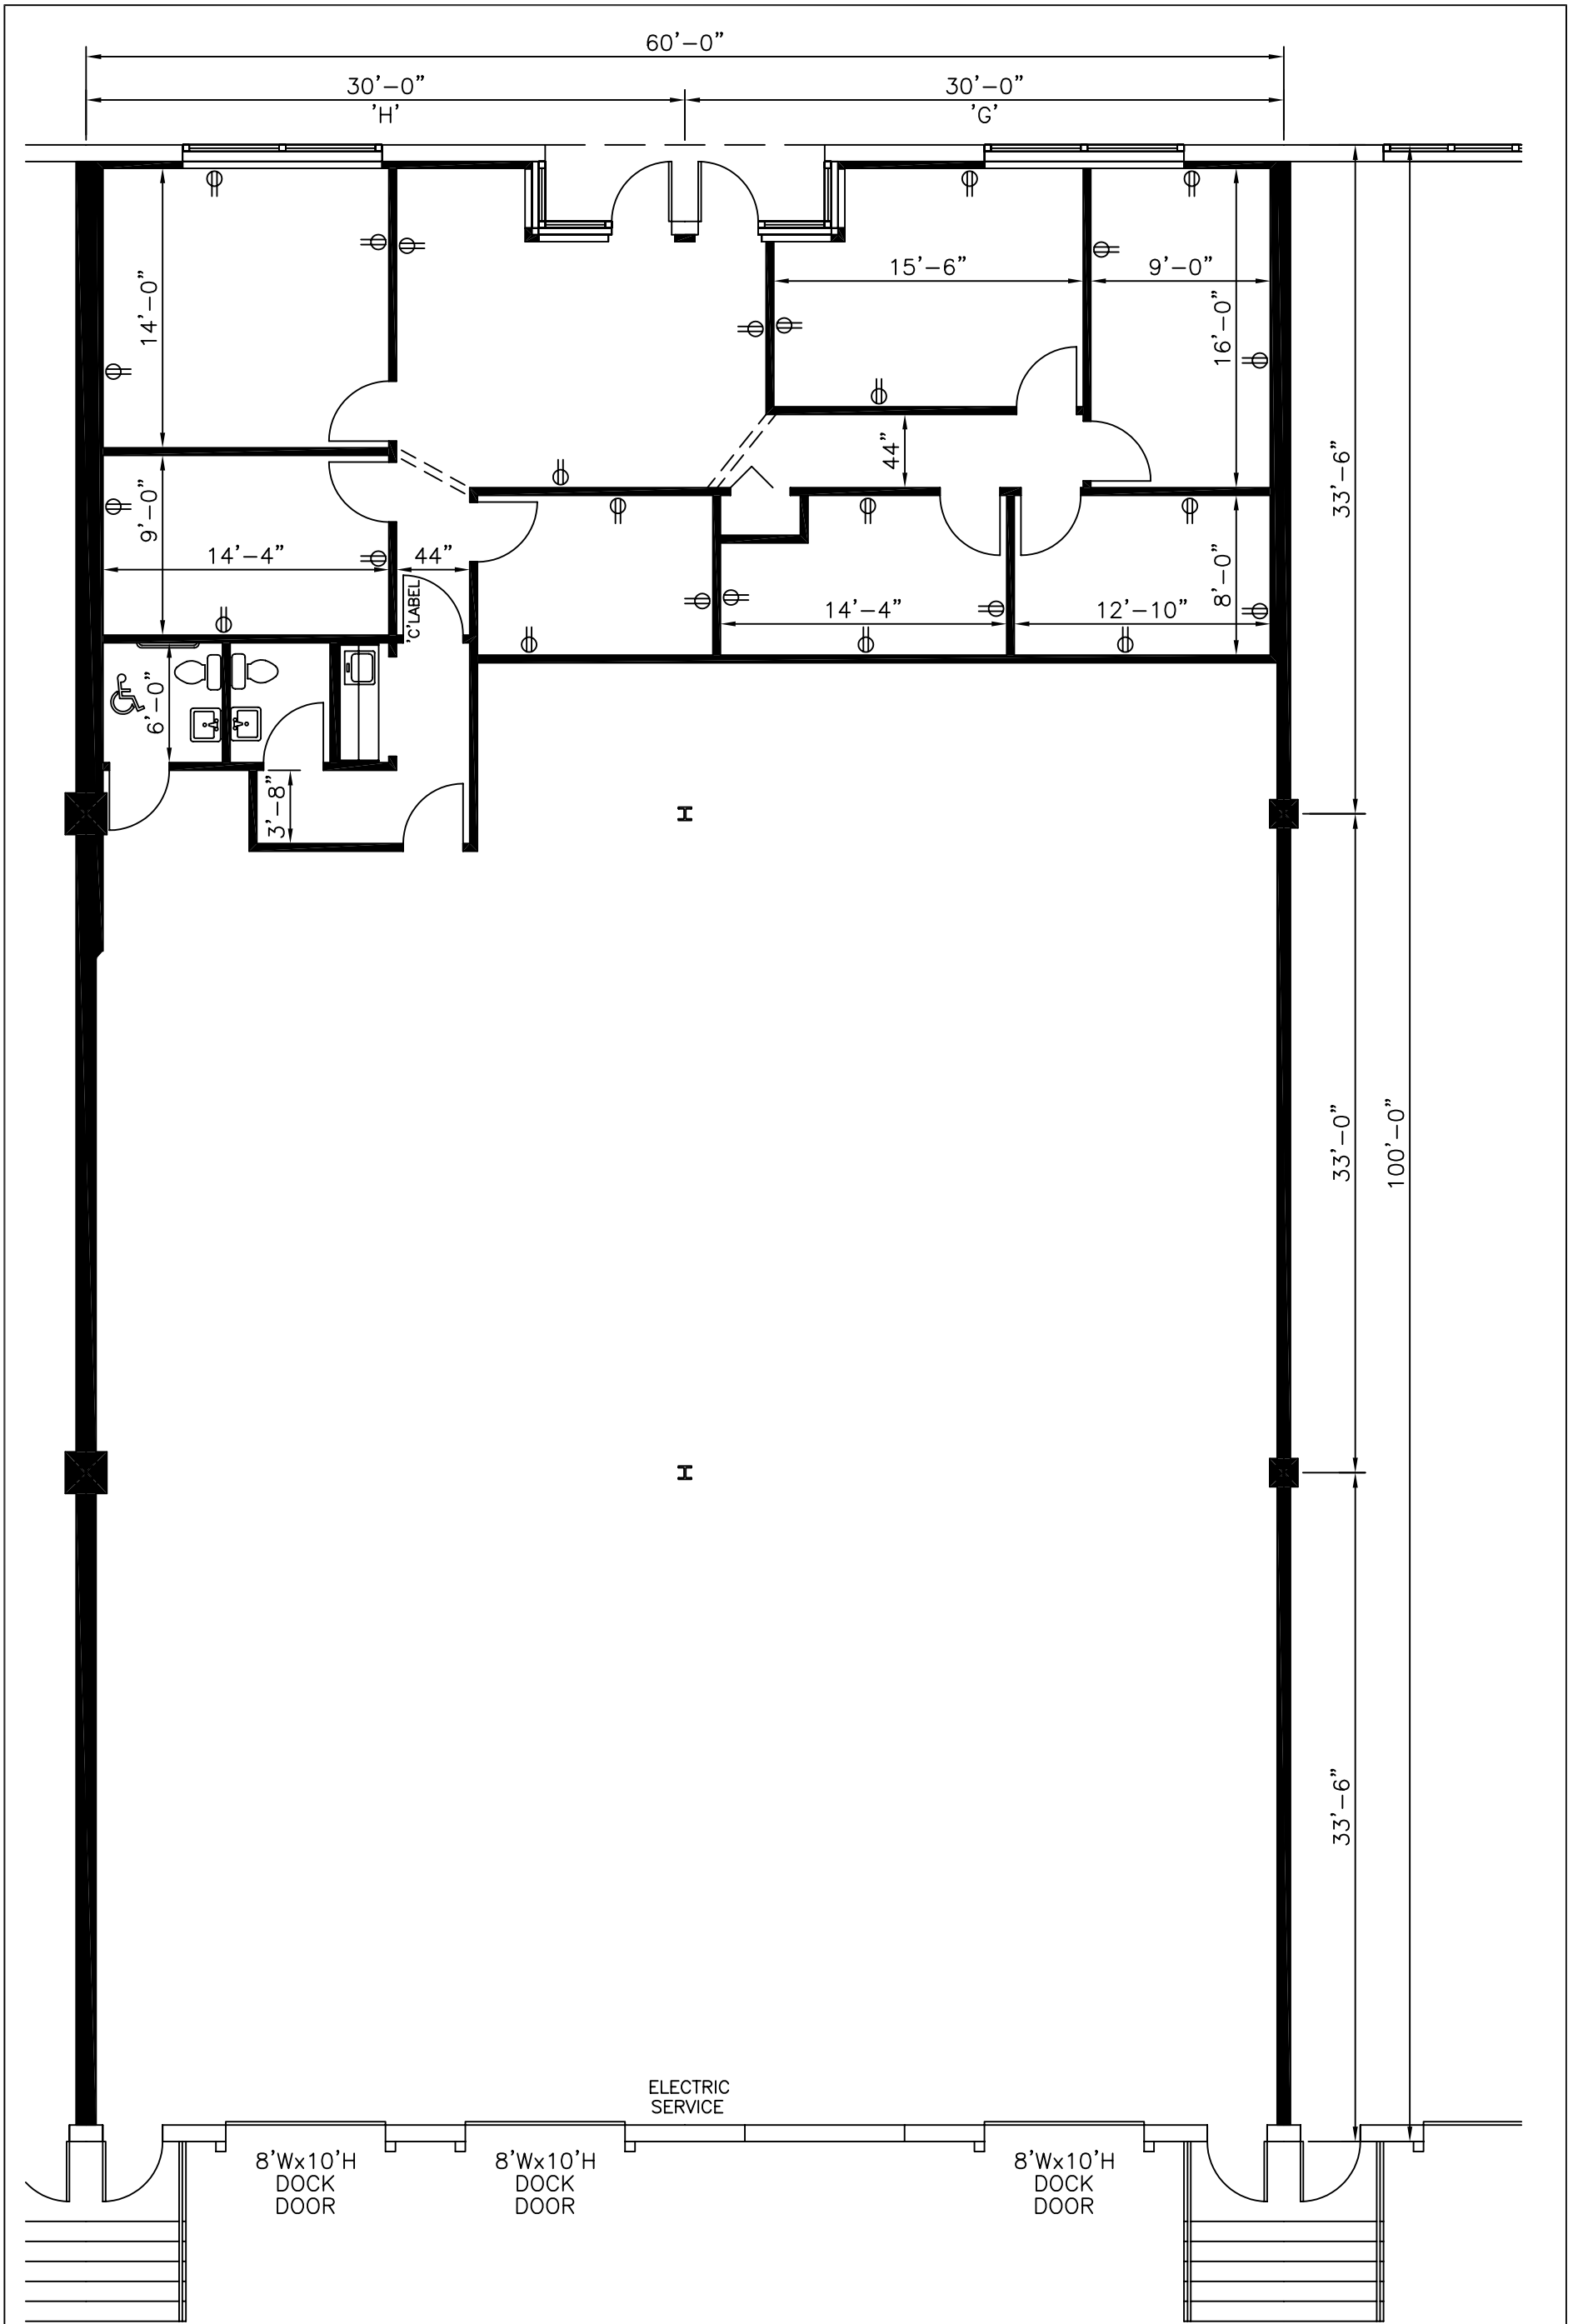 60'-0"
30'-0"
'H'
30'-0"
'G'
14'-0"
15'-6"
9'-0"
16'-0"
44"
33'-6"
9'-0"
14'-4"
44"
'C'LABEL
14'-4"
12'-10"
8'-0"
6'-0"
3'-8"
33'-0"
100'-0"
33'-6"
ELECTRIC
SERVICE
8'Wx10'H
DOCK
DOOR
8'Wx10'H
DOCK
DOOR
8'Wx10'H
DOCK
DOOR